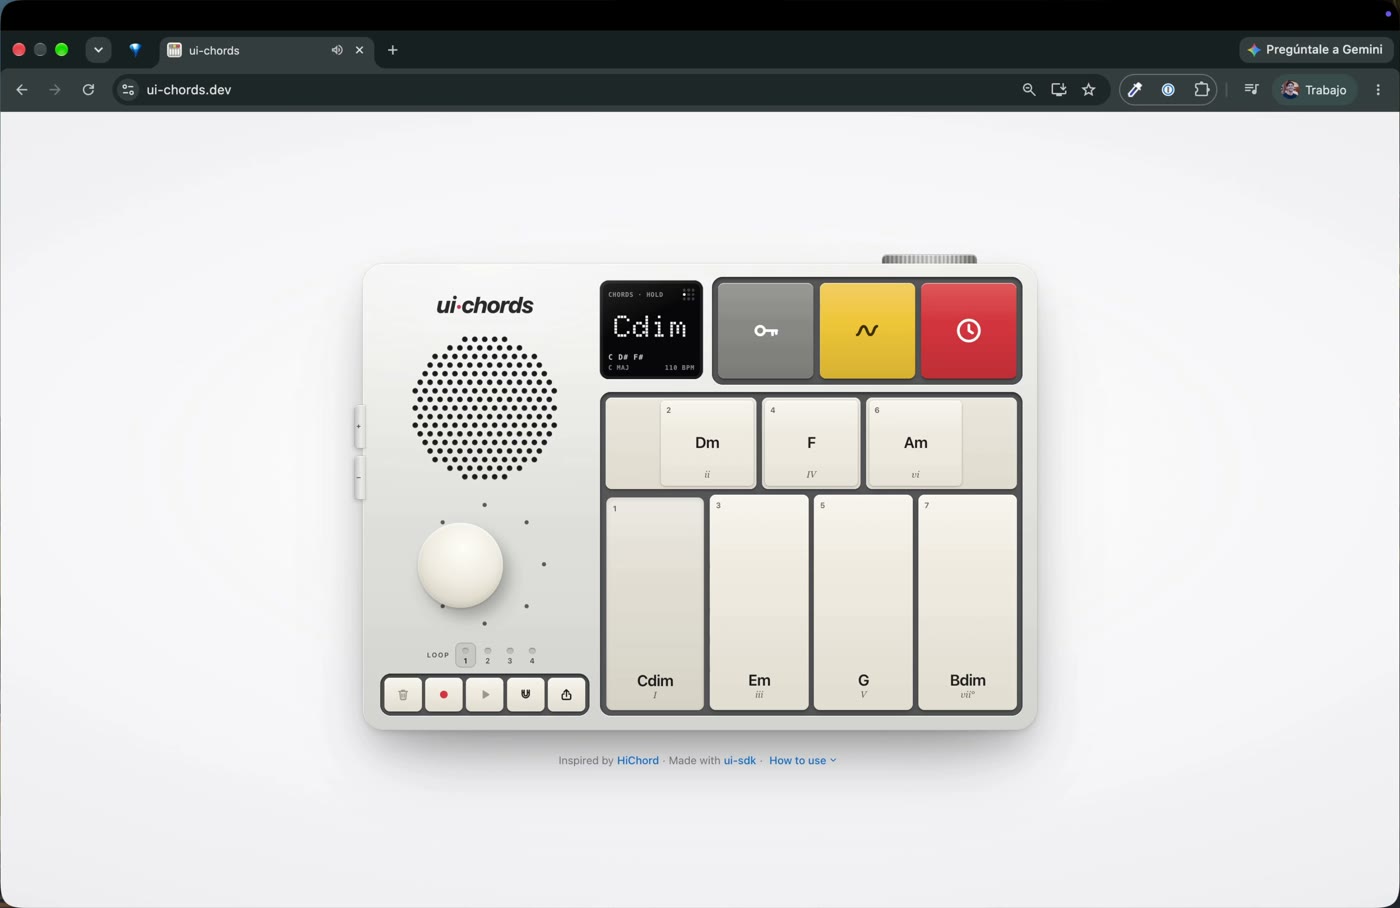 ui-chords
Pregúntale a Gemini
ui-chords.dev
Trabajo
ui·chords
CHORDS · HOLD
Cdim
C D# F#
C MAJ 110 BPM
2
Dm
ii
4
F
IV
6
Am
vi
1
Cdim
I
3
Em
iii
5
G
V
7
Bdim
vii°
+
-
LOOP 1 2 3 4
Inspired by HiChord · Made with ui-sdk · How to use